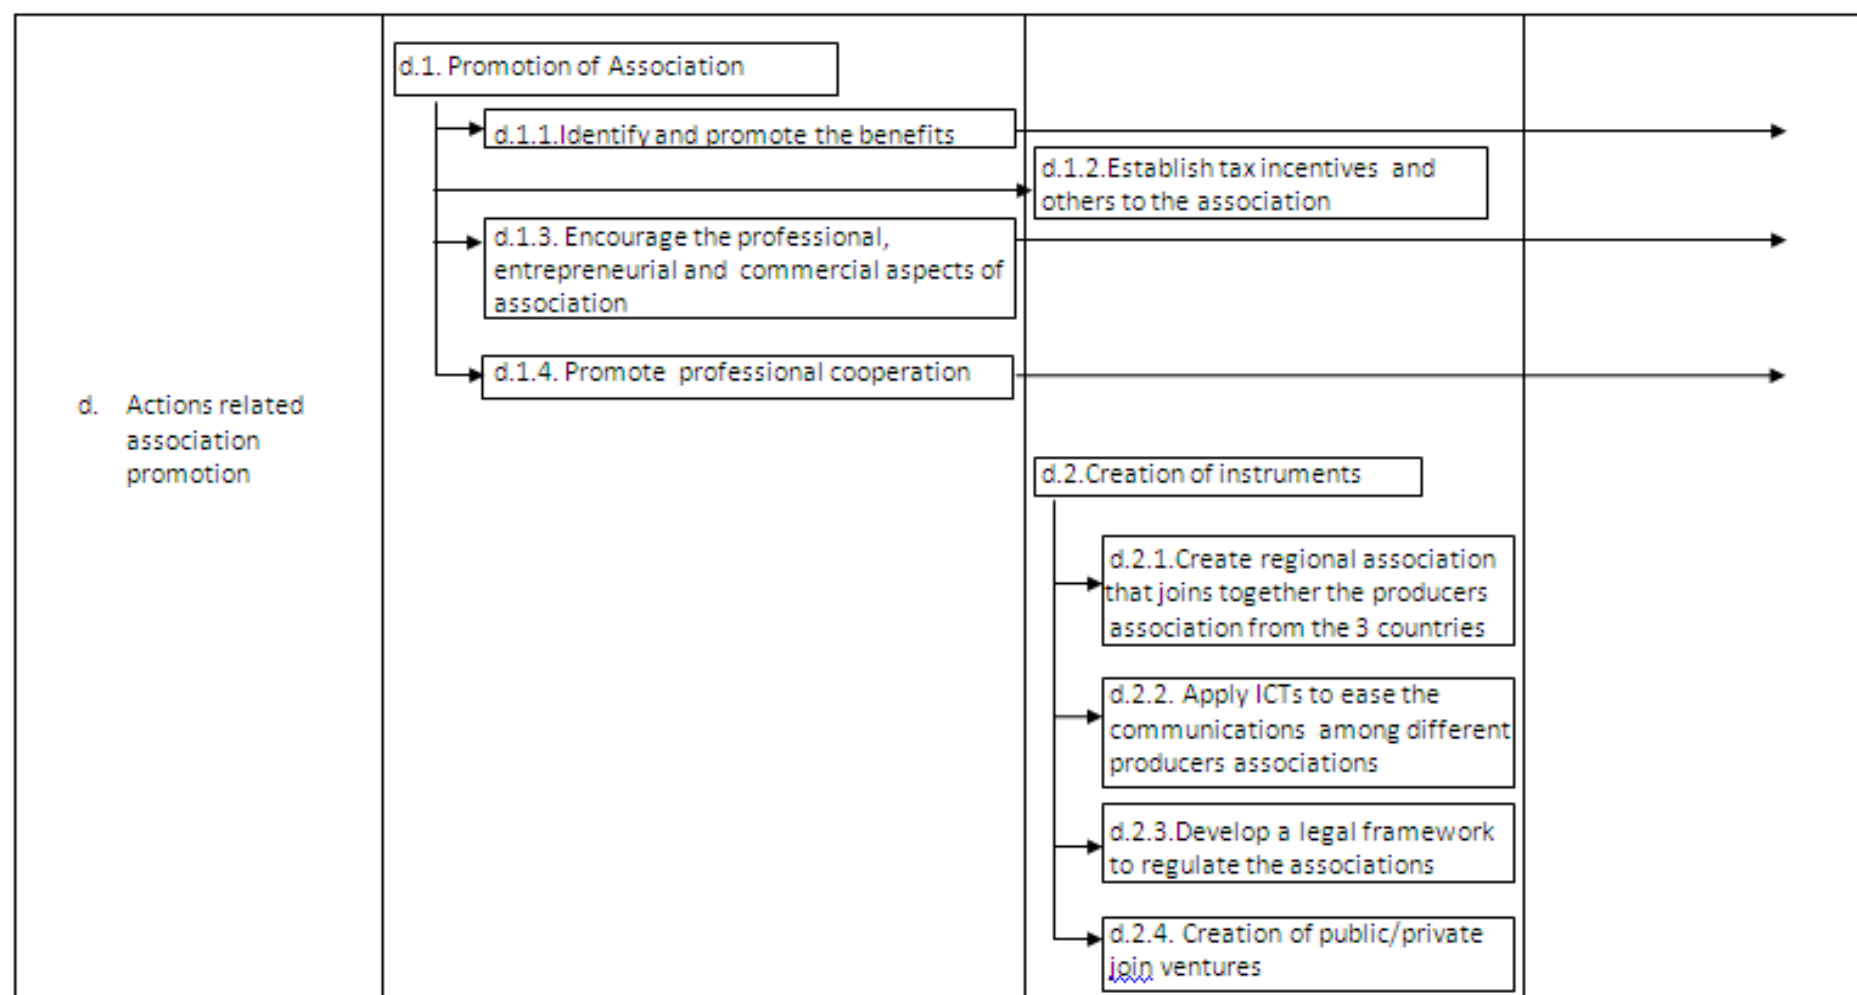 d.1. Promotion of Association
d.1.1.Identify and promote the benefits
d.1.2.Establish tax incentives and
others to the association
d.1.3. Encourage the professional,
entrepreneurial and commercial aspects of
association
d.1.4. Promote professional cooperation
d. Actions related
association
promotion
d.2.Creation of instruments
d.2.1.Create regional association
that joins together the producers
association from the 3 countries
d.2.2. Apply ICTs to ease the
communications among different
producers associations
d.2.3.Develop a legal framework
to regulate the associations
d.2.4. Creation of public/private
join ventures